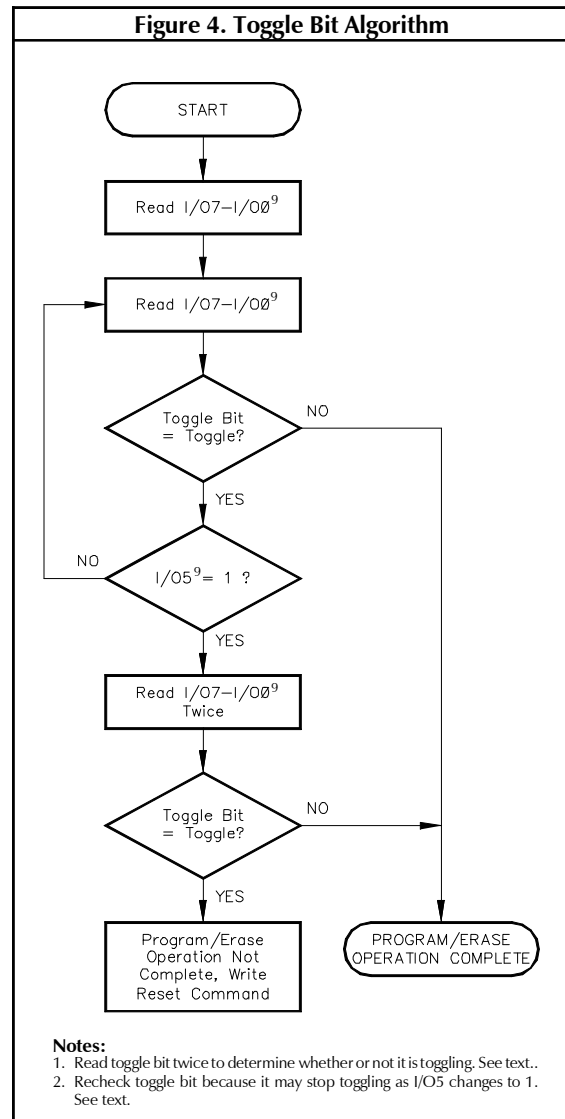 Figure 4. Toggle Bit Algorithm
START
Read I/O7–I/O0⁹
Read I/O7–I/O0⁹
Toggle Bit
= Toggle?
NO
YES
NO
I/O5⁹= 1 ?
YES
Read I/O7–I/O0⁹
Twice
Toggle Bit
= Toggle?
NO
YES
Program/Erase
Operation Not
Complete, Write
Reset Command
PROGRAM/ERASE
OPERATION COMPLETE
Notes:
1. Read toggle bit twice to determine whether or not it is toggling. See text..
2. Recheck toggle bit because it may stop toggling as I/O5 changes to 1.
See text.